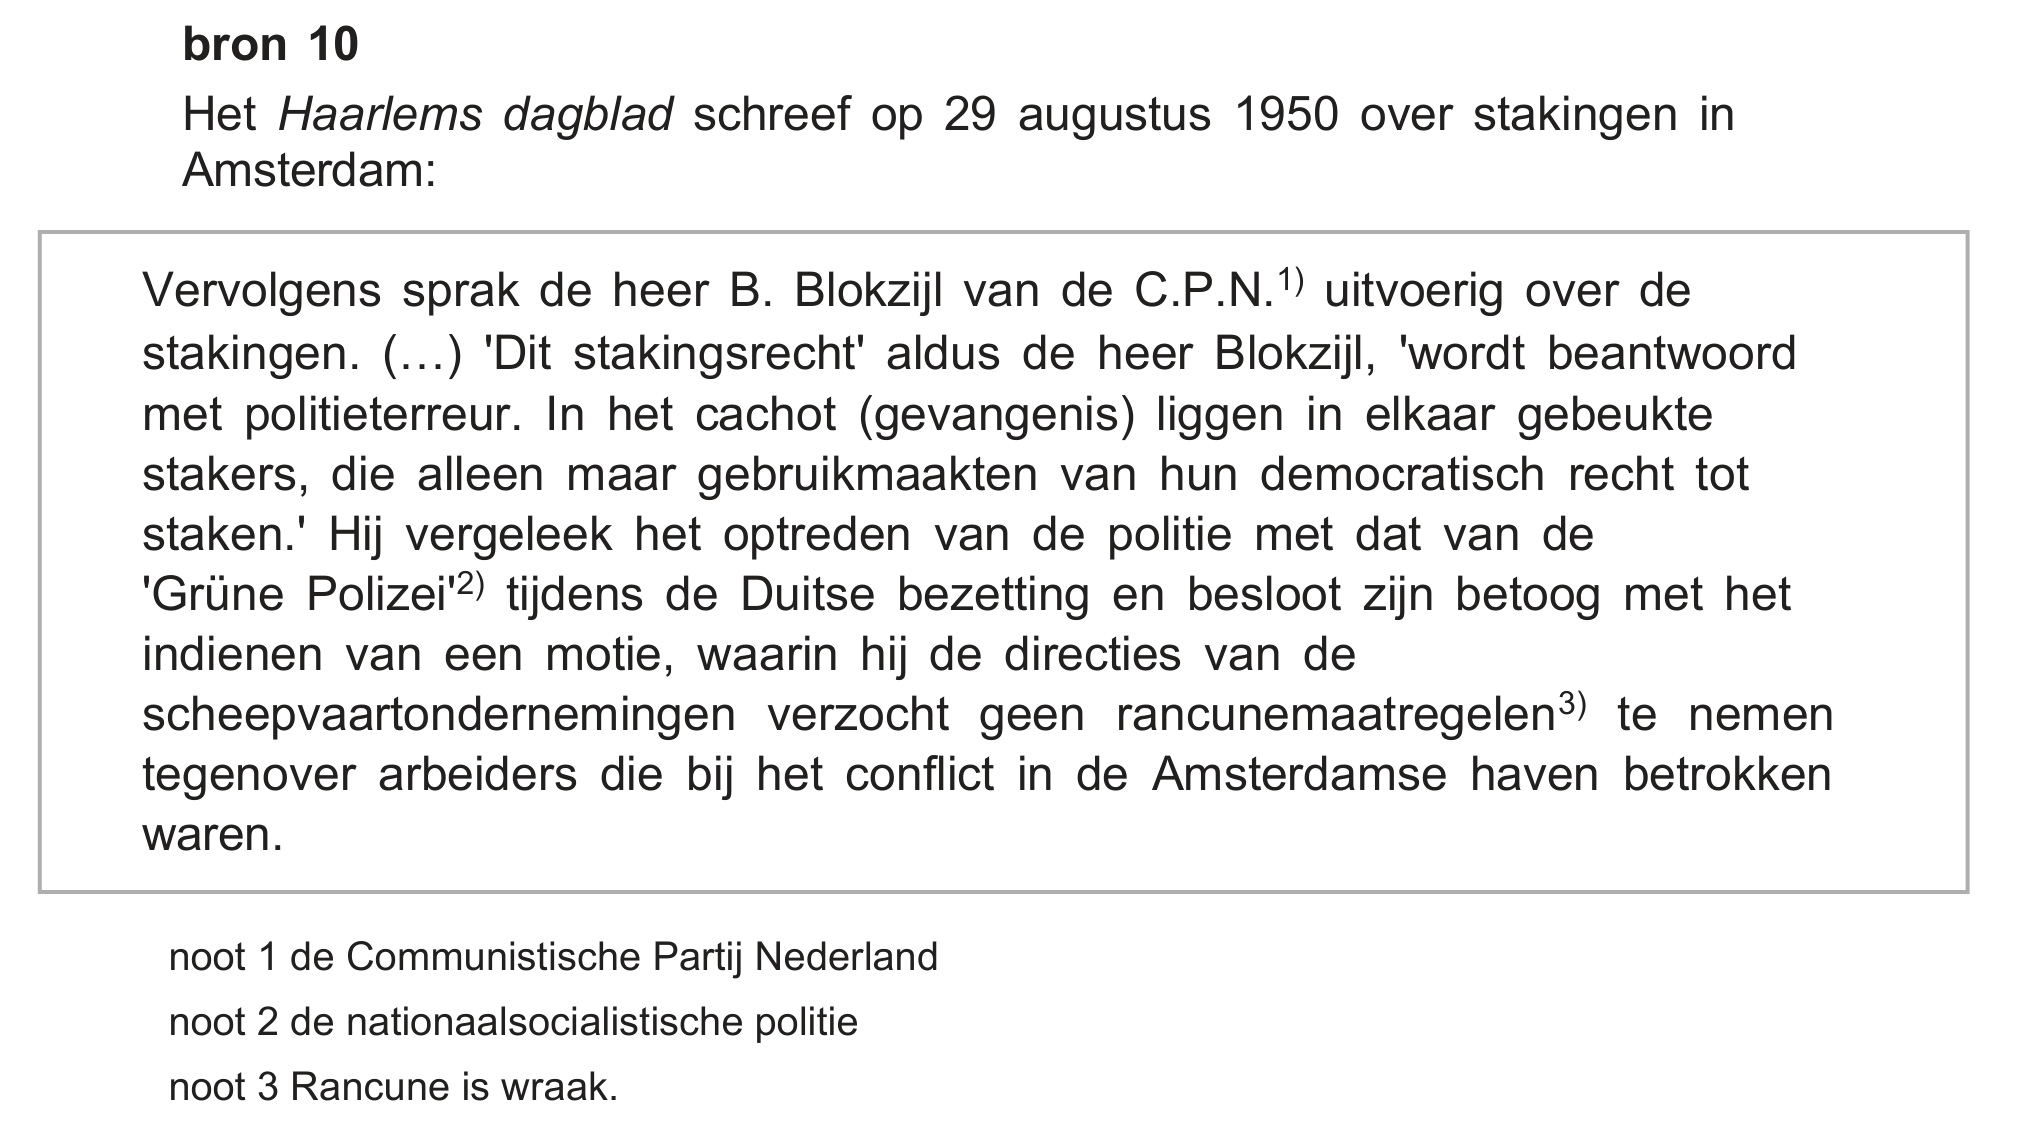 bron 10
Het Haarlems dagblad schreef op 29 augustus 1950 over stakingen in
Amsterdam:
Vervolgens sprak de heer B. Blokzijl van de C.P.N.1) uitvoerig over de
stakingen. (…) 'Dit stakingsrecht' aldus de heer Blokzijl, 'wordt beantwoord
met politieterreur. In het cachot (gevangenis) liggen in elkaar gebeukte
stakers, die alleen maar gebruikmaakten van hun democratisch recht tot
staken.' Hij vergeleek het optreden van de politie met dat van de
'Grüne Polizei'2) tijdens de Duitse bezetting en besloot zijn betoog met het
indienen van een motie, waarin hij de directies van de
scheepvaartondernemingen verzocht geen rancunemaatregelen3) te nemen
tegenover arbeiders die bij het conflict in de Amsterdamse haven betrokken
waren.
noot 1 de Communistische Partij Nederland
noot 2 de nationaalsocialistische politie
noot 3 Rancune is wraak.